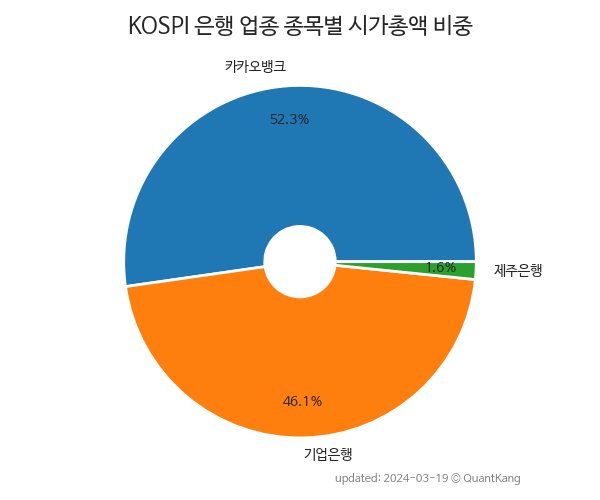 KOSPI 은행 업종 종목별 시가총액 비중
카카오뱅크
52.3%
1.6%
제주은행
46.1%
기업은행
updated: 2024-03-19 © QuantKang